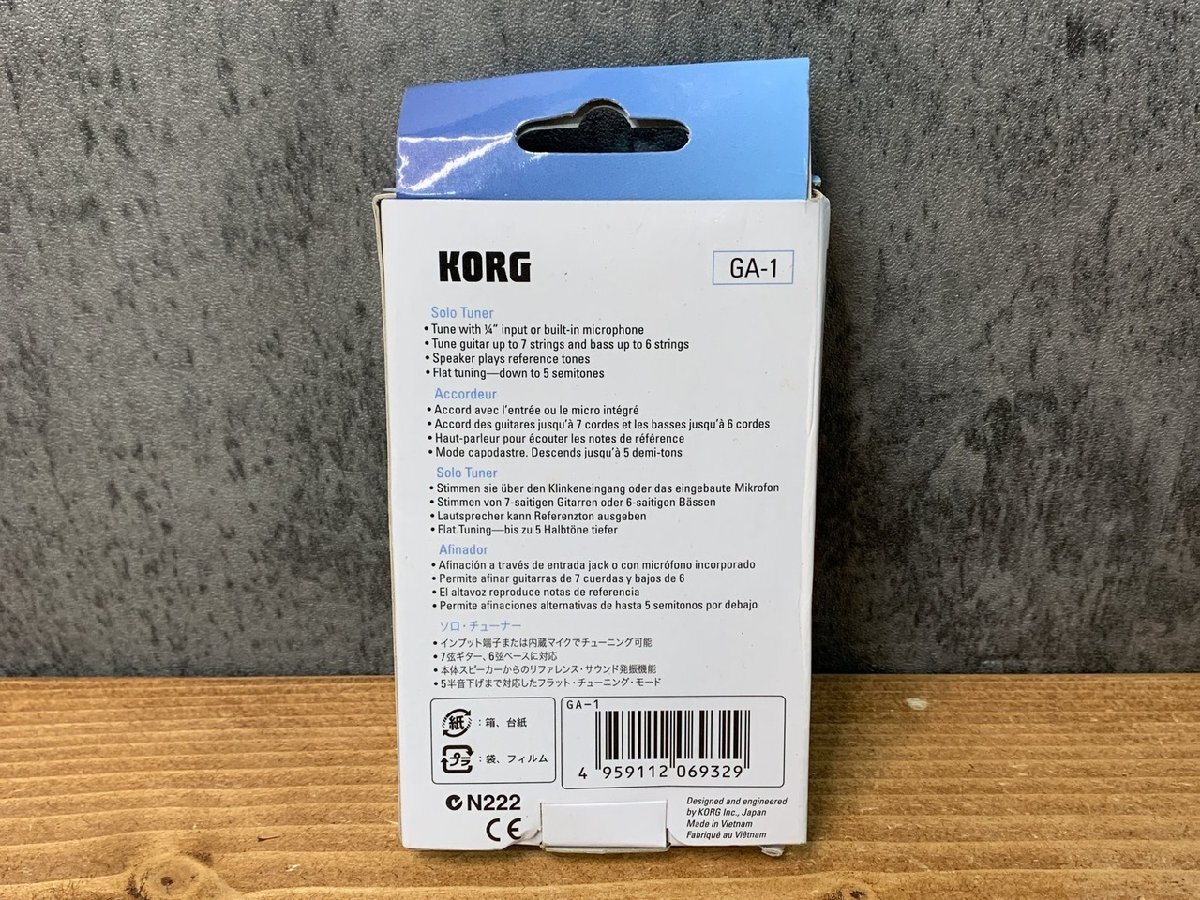 KORG
GA-1
Solo Tuner
• Tune with ¼" input or built-in microphone
• Tune guitar up to 7 strings and bass up to 6 strings
• Speaker plays reference tones
• Flat tuning—down to 5 semitones
Accordeur
• Accord avec l'entrée ou le micro intégré
• Accord des guitares jusqu'à 7 cordes et les basses jusqu'à 6 cordes
• Haut-parleur pour écouter les notes de référence
• Mode capodastre. Descends jusqu'à 5 demi-tons
Solo Tuner
• Stimmen sie über den Klinkeneingang oder das eingebaute Mikrofon
• Stimmen von 7-saitigen Gitarren oder 6-saitigen Bässen
• Lautsprecher kann Referenzton ausgeben
• Flat Tuning—bis zu 5 Halbtöne tiefer
Afinador
• Afinación a través de entrada jack o con micrófono incorporado
• Permite afinar guitarras de 7 cuerdas y bajos de 6
• El altavoz reproduce notas de referencia
• Permite afinaciones alternativas de hasta 5 semitonos por debajo
ソロ・チューナー
• インプット端子または内蔵マイクでチューニング可能
• 7弦ギター、6弦ベースに対応
• 本体スピーカーからのリファレンス・サウンド発振機能
• 5半音下げまで対応したフラット・チューニング・モード
紙：箱、台紙
プラ：袋、フィルム
GA-1
4 959112 069329
N222
CE
Designed and engineered
by KORG Inc., Japan
Made in Vietnam
Fabriqué au Viêtnam